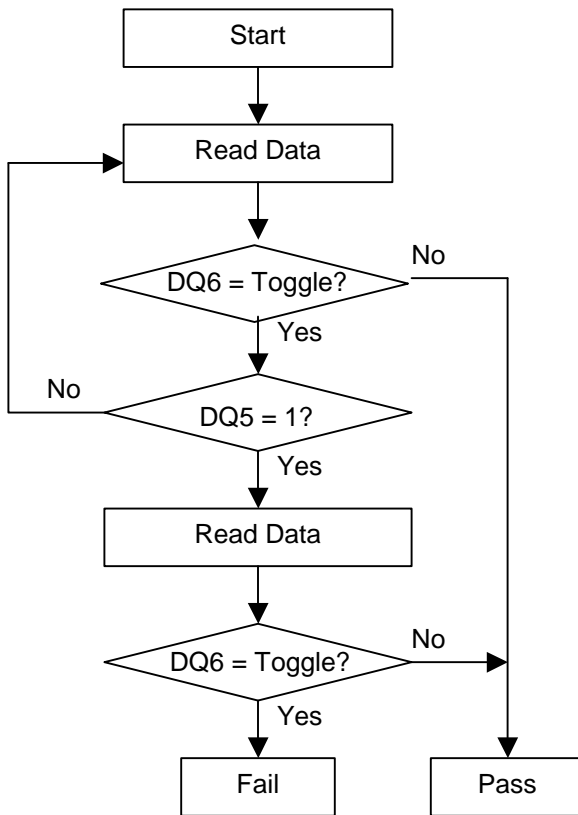 Start
Read Data
DQ6 = Toggle?
No
Yes
No
DQ5 = 1?
Yes
Read Data
DQ6 = Toggle?
No
Yes
Fail
Pass